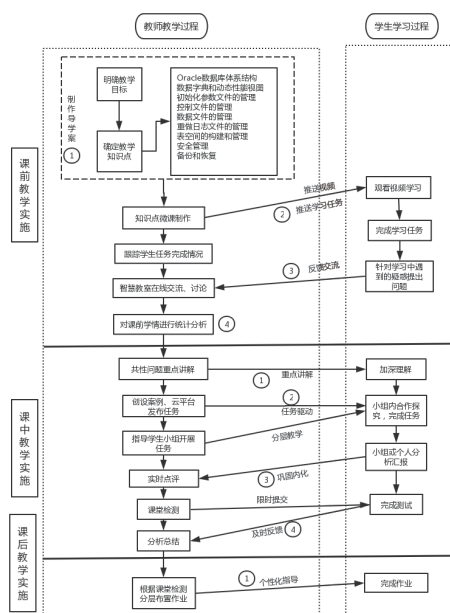 教师教学过程
学生学习过程
课前教学实施
制作导学案
①
明确教学
目标
确定教学
知识点
Oracle数据库体系结构
数据字典和动态性能视图
初始化参数文件的管理
控制文件的管理
数据文件的管理
重做日志文件的管理
表空间的构建和管理
安全管理
备份和恢复
知识点微课制作
推送视频
② 推送学习任务
观看视频学习
完成学习任务
跟踪学生任务完成情况
③ 反馈交流
针对学习中遇
到的疑惑提出
问题
智慧教室在线交流、讨论
对课前学情进行统计分析
④
课中教学实施
共性问题重点讲解
① 重点讲解
加深理解
创设案例、云平台
发布任务
②
任务驱动
小组内合作探
究，完成任务
指导学生小组开展
任务
分层教学
小组或个人分
析汇报
实时点评
③ 巩固内化
课堂检测
限时提交
完成测试
分析总结
及时反馈 ④
课后教学实施
根据课堂检测
分层布置作业
① 个性化指导
完成作业